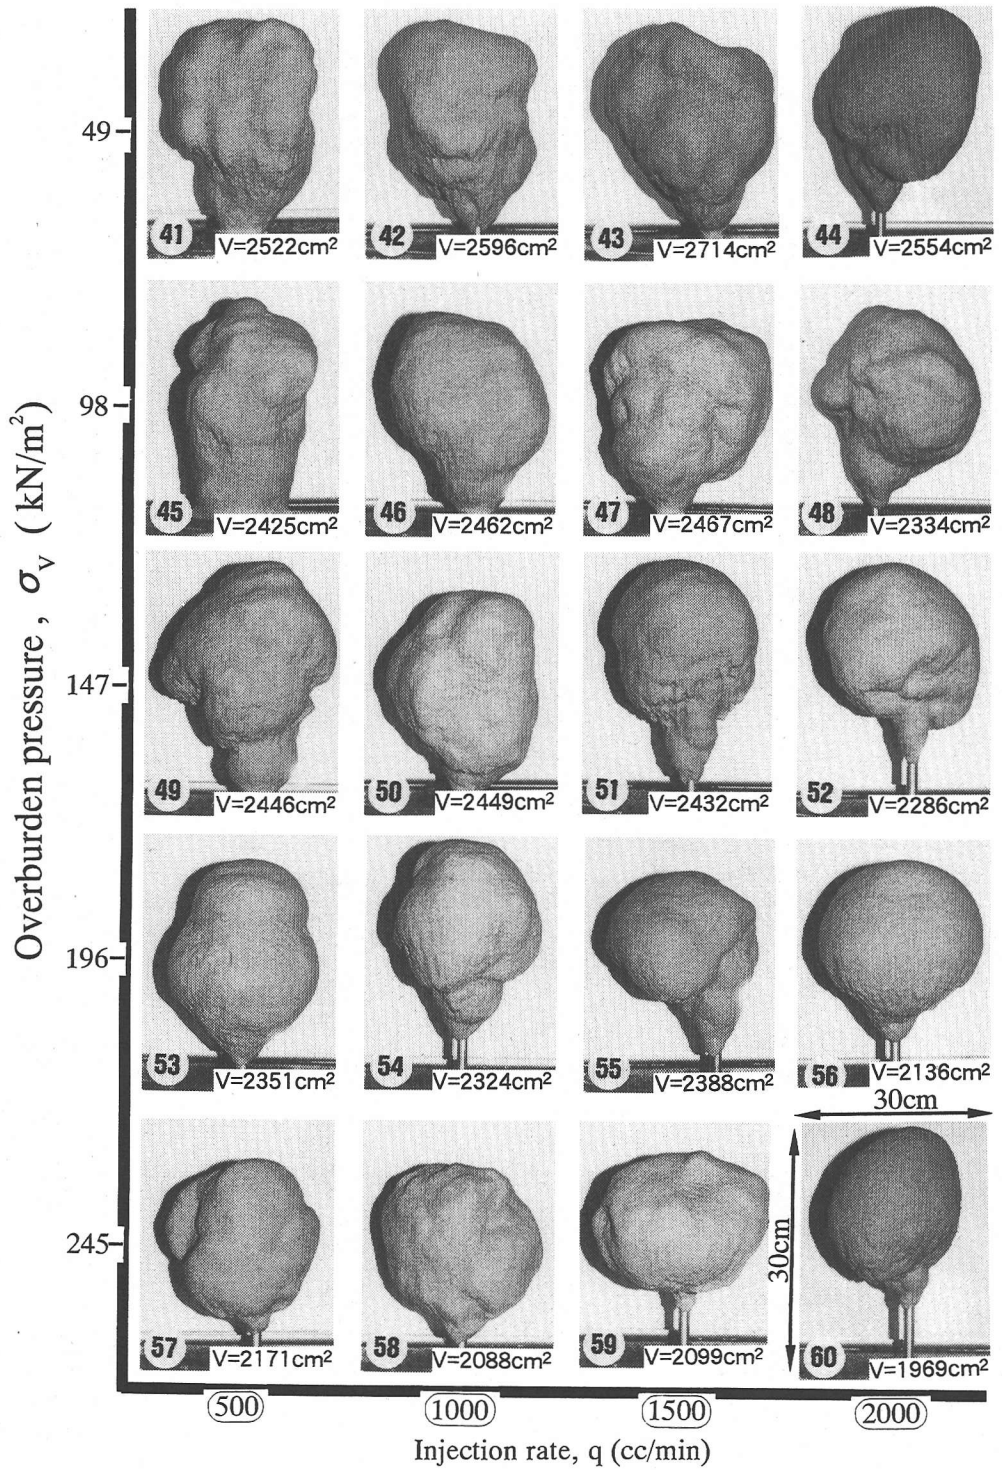 Overburden pressure, σv ( kN/m²)
49
41
V=2522cm²
42
V=2596cm²
43
V=2714cm²
44
V=2554cm²
98
45
V=2425cm²
46
V=2462cm²
47
V=2467cm²
48
V=2334cm²
147
49
V=2446cm²
50
V=2449cm²
51
V=2432cm²
52
V=2286cm²
196
53
V=2351cm²
54
V=2324cm²
55
V=2388cm²
56
V=2136cm²
30cm
245
57
V=2171cm²
58
V=2088cm²
59
V=2099cm²
30cm
60
V=1969cm²
500
1000
1500
2000
Injection rate, q (cc/min)